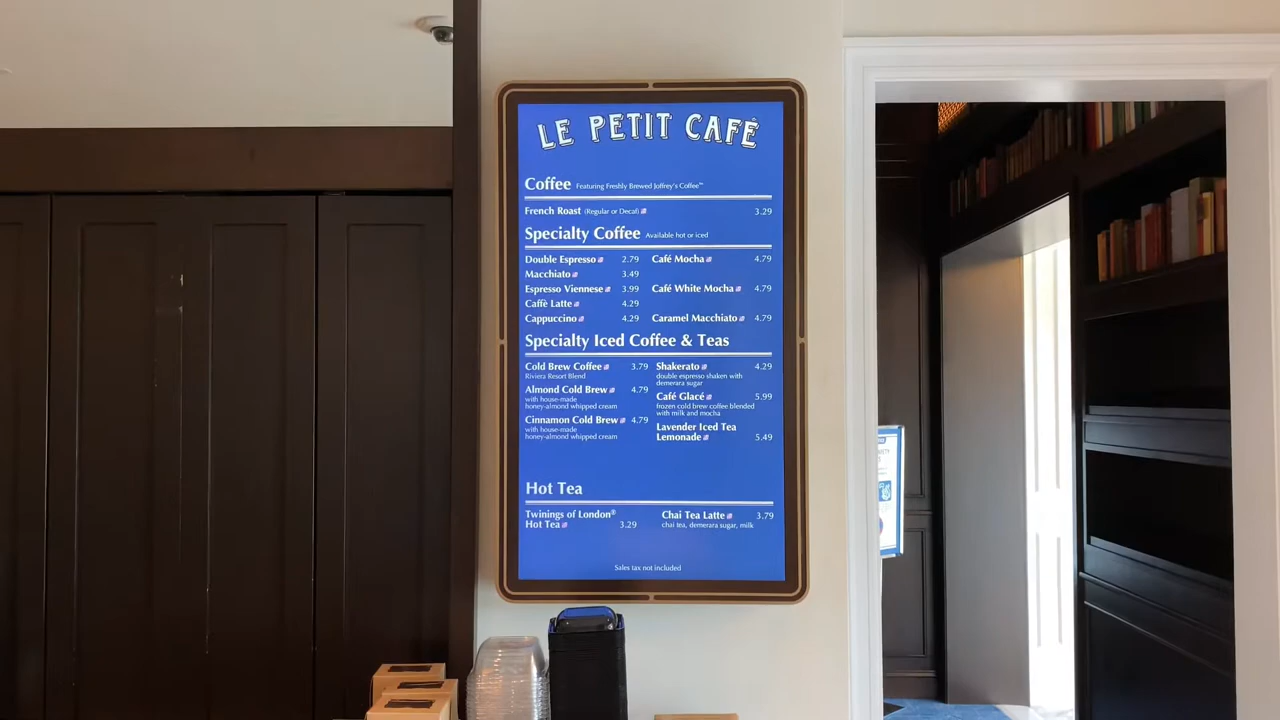 LE PETIT CAFÉ
Coffee Featuring Freshly Brewed Joffrey's Coffee™
French Roast (Regular or Decaf) 3.29
Specialty Coffee Available hot or iced
Double Espresso 2.79
Macchiato 3.49
Espresso Viennese 3.99
Caffè Latte 4.29
Cappuccino 4.29
Café Mocha 4.79
Café White Mocha 4.79
Caramel Macchiato 4.79
Specialty Iced Coffee & Teas
Cold Brew Coffee 3.79
Riviera Resort Blend
Almond Cold Brew 4.79
with house-made
honey-almond whipped cream
Cinnamon Cold Brew 4.79
with house-made
honey-almond whipped cream
Shakerato 4.29
double espresso shaken with
demerara sugar
Café Glacé 5.99
frozen cold brew coffee blended
with milk and mocha
Lavender Iced Tea
Lemonade 5.49
Hot Tea
Twinings of London®
Hot Tea 3.29
Chai Tea Latte 3.79
chai tea, demerara sugar, milk
Sales tax not included